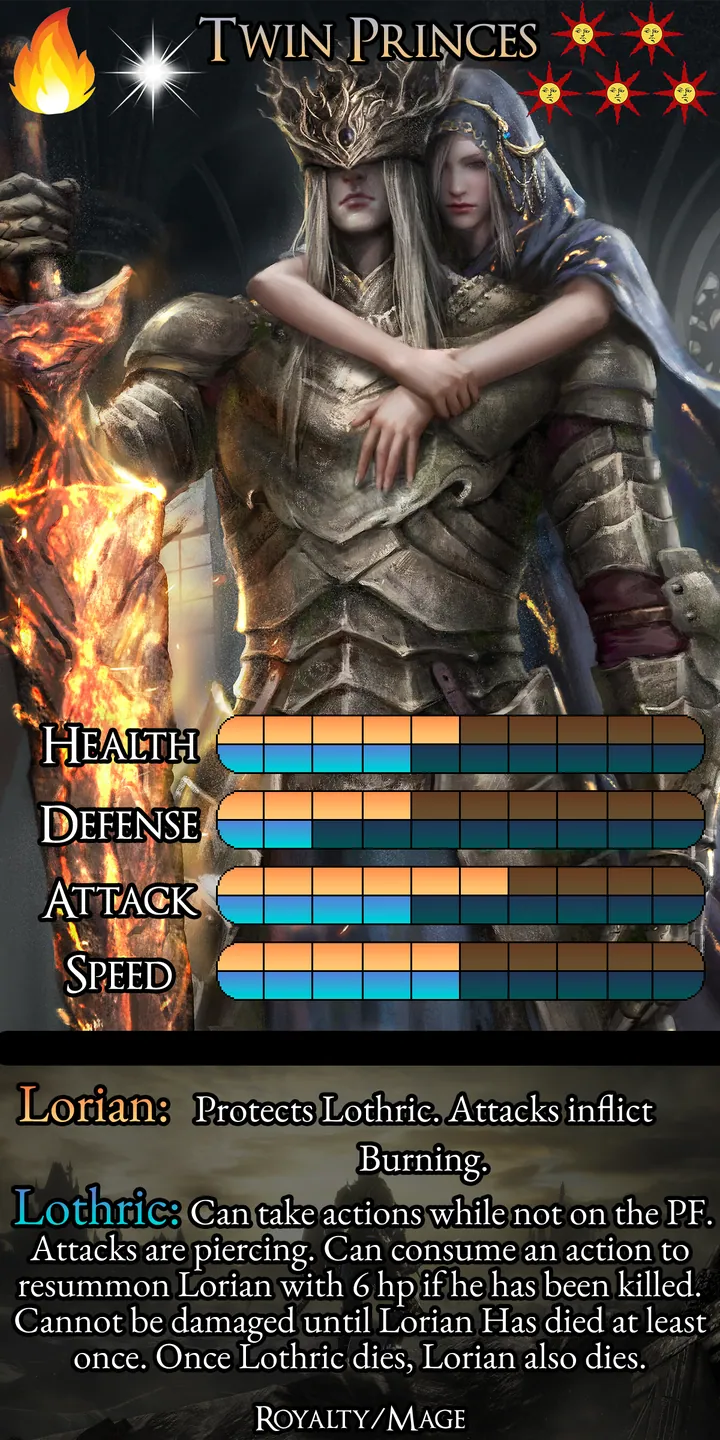 Twin Princes
Health
Defense
Attack
Speed
Lorian: Protects Lothric. Attacks inflict
Burning.
Lothric: Can take actions while not on the PF.
Attacks are piercing. Can consume an action to
resummon Lorian with 6 hp if he has been killed.
Cannot be damaged until Lorian Has died at least
once. Once Lothric dies, Lorian also dies.
Royalty/Mage